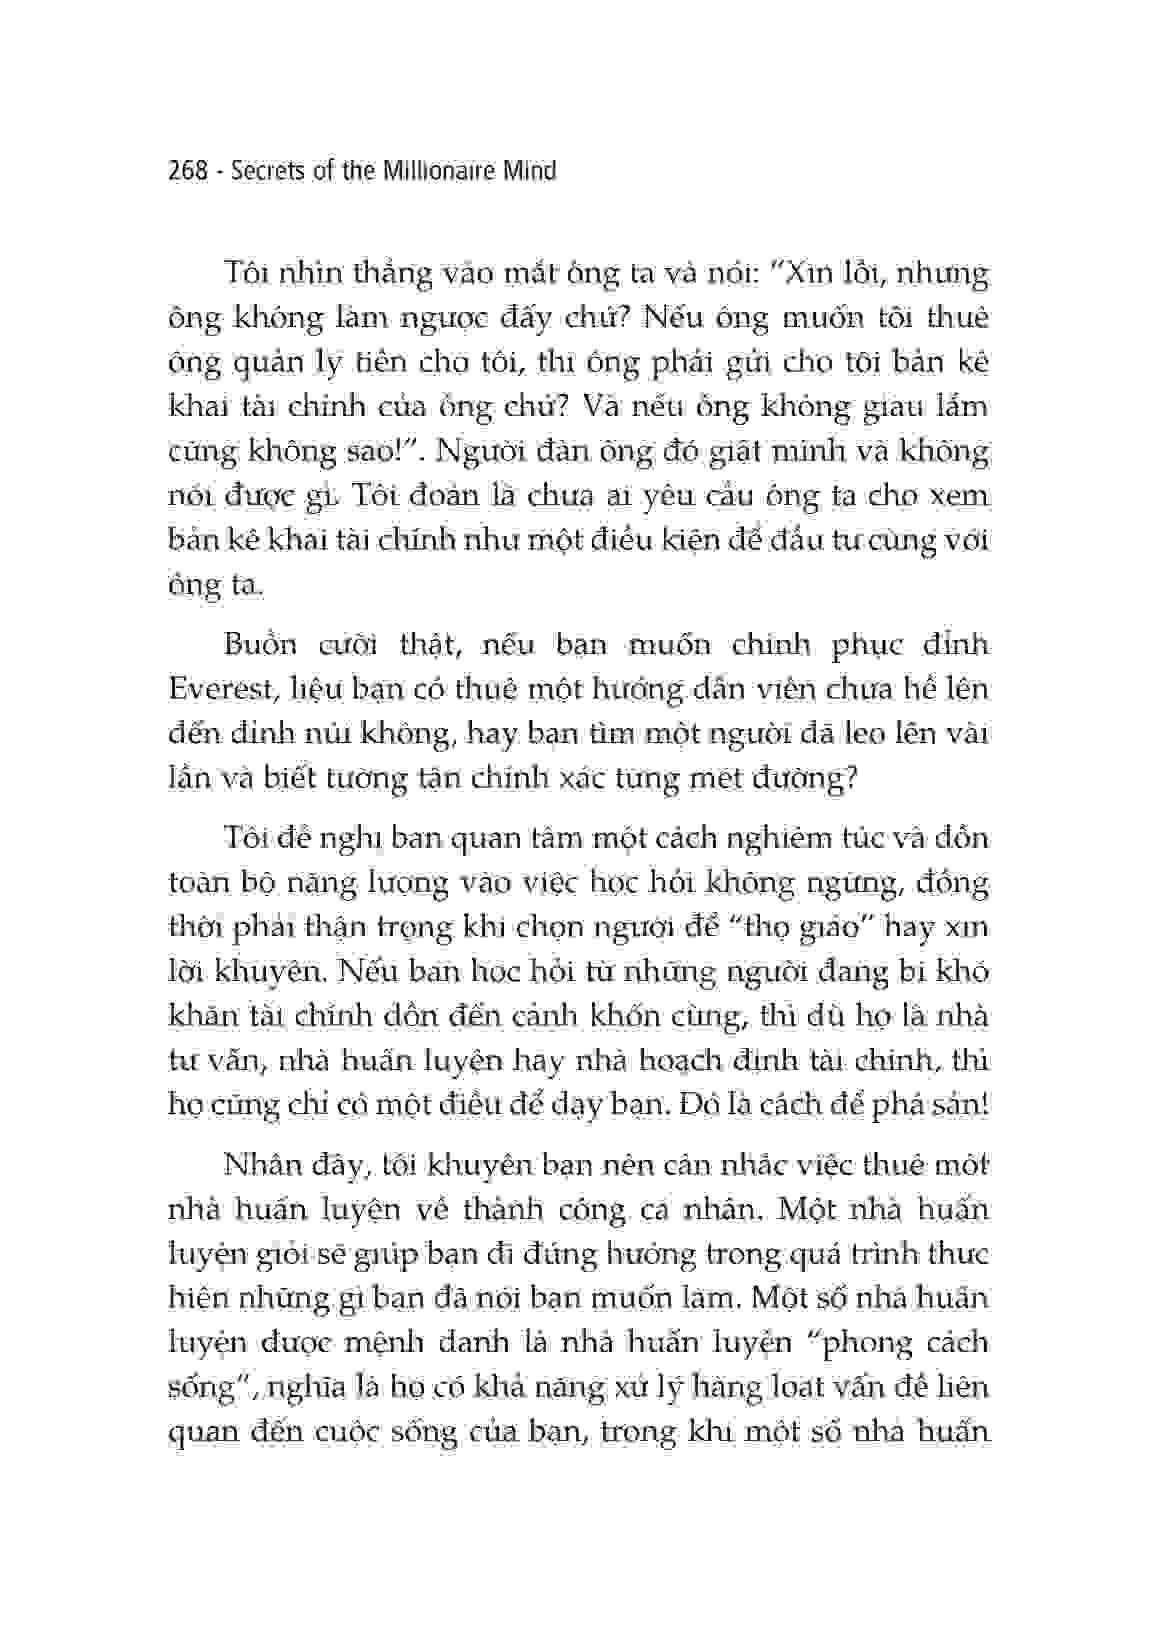 268 - Secrets of the Millionaire Mind
Tôi nhìn thẳng vào mắt ông ta và nói: “Xin lỗi, nhưng
ông không làm ngược đấy chứ? Nếu ông muốn tôi thuê
ông quản lý tiền cho tôi, thì ông phải gửi cho tôi bản kê
khai tài chính của ông chứ? Và nếu ông không giàu lắm
cũng không sao!”. Người đàn ông đó giật mình và không
nói được gì. Tôi đoán là chưa ai yêu cầu ông ta cho xem
bản kê khai tài chính như một điều kiện để đầu tư cùng với
ông ta.
Buồn cười thật, nếu bạn muốn chinh phục đỉnh
Everest, liệu bạn có thuê một hướng dẫn viên chưa hề lên
đến đỉnh núi không, hay bạn tìm một người đã leo lên vài
lần và biết tường tận chính xác từng mét đường?
Tôi đề nghị bạn quan tâm một cách nghiêm túc và dồn
toàn bộ năng lượng vào việc học hỏi không ngừng, đồng
thời phải thận trọng khi chọn người để “thọ giáo” hay xin
lời khuyên. Nếu bạn học hỏi từ những người đang bị khó
khăn tài chính dồn đến cảnh khốn cùng, thì dù họ là nhà
tư vấn, nhà huấn luyện hay nhà hoạch định tài chính, thì
họ cũng chỉ có một điều để dạy bạn. Đó là cách để phá sản!
Nhân đây, tôi khuyên bạn nên cân nhắc việc thuê một
nhà huấn luyện về thành công cá nhân. Một nhà huấn
luyện giỏi sẽ giúp bạn đi đúng hướng trong quá trình thực
hiện những gì bạn đã nói bạn muốn làm. Một số nhà huấn
luyện được mệnh danh là nhà huấn luyện “phong cách
sống”, nghĩa là họ có khả năng xử lý hàng loạt vấn đề liên
quan đến cuộc sống của bạn, trong khi một số nhà huấn